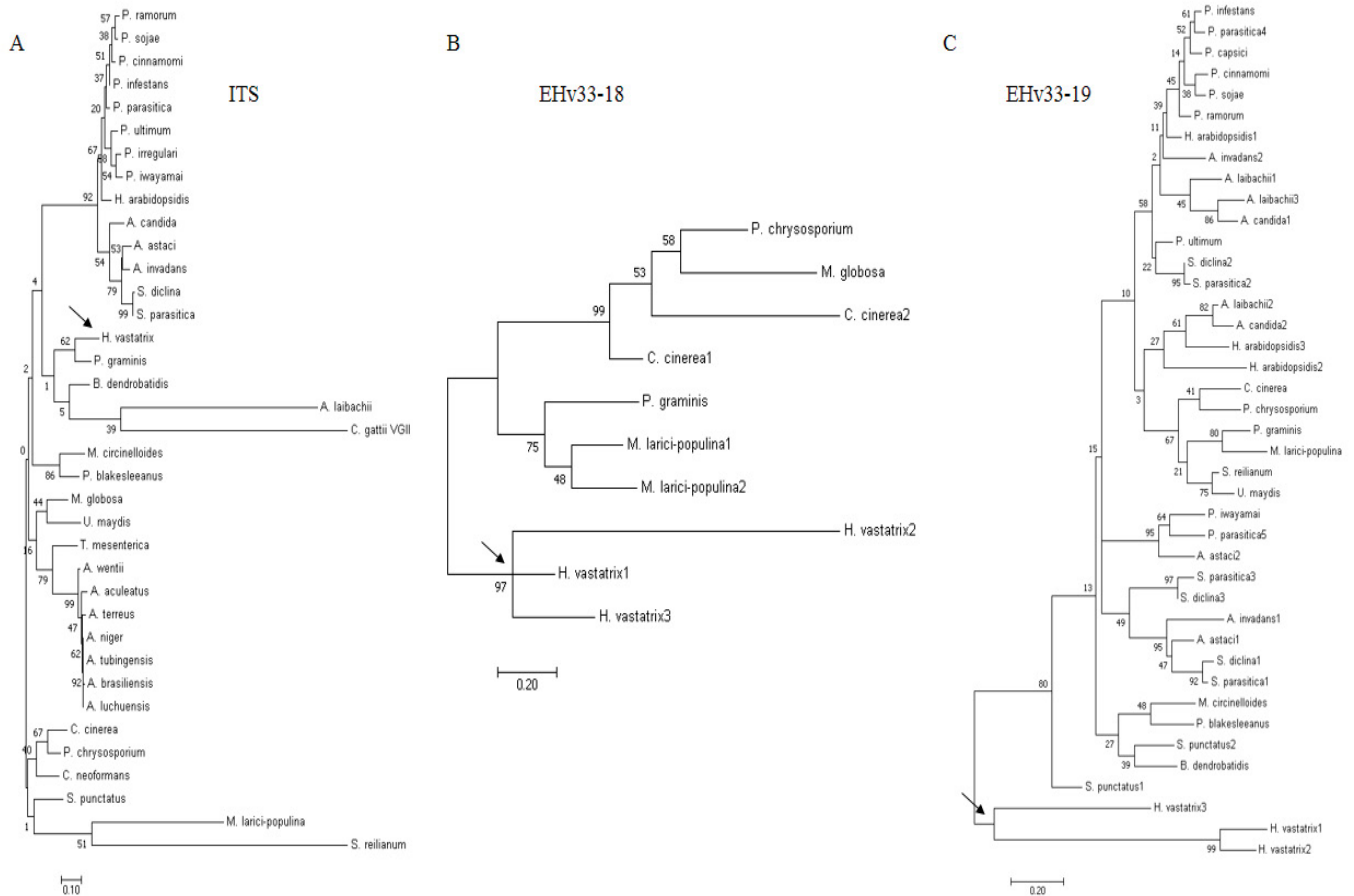 A
ITS
57
P. ramorum
38
P. sojae
51
P. cinnamomi
37
P. infestans
20
P. parasitica
P. ultimum
67
P. irregulari
54
P. iwayamai
H. arabidopsidis
92
A. candida
53
A. astaci
54
A. invadans
79
S. diclina
99
S. parasitica
4
H. vastatrix
62
P. graminis
2
1
B. dendrobatidis
5
A. laibachii
39
C. gattii VGII
0
M. circinelloides
86
P. blakesleeanus
44
M. globosa
U. maydis
16
T. mesenterica
79
A. wentii
99
A. aculeatus
A. terreus
47
A. niger
62
A. tubingensis
92
A. brasiliensis
A. luchuensis
67
C. cinerea
40
P. chrysosporium
C. neoformans
S. punctatus
1
M. larici-populina
51
S. reilianum
0.10
B
EHv33-18
58
P. chrysosporium
53
M. globosa
99
C. cinerea2
C. cinerea1
P. graminis
75
M. larici-populina1
48
M. larici-populina2
H. vastatrix2
97
H. vastatrix1
H. vastatrix3
0.20
C
EHv33-19
61
P. infestans
52
P. parasitica4
14
P. capsici
P. cinnamomi
45
38
P. sojae
39
P. ramorum
11
H. arabidopsidis1
2
A. invadans2
A. laibachii1
45
A. laibachii3
58
86
A. candida1
P. ultimum
22
S. diclina2
95
S. parasitica2
10
A. laibachii2
82
61
A. candida2
27
H. arabidopsidis3
H. arabidopsidis2
3
41
C. cinerea
P. chrysosporium
67
P. graminis
80
M. larici-populina
15
21
S. reilianum
75
U. maydis
64
P. iwayamai
95
P. parasitica5
A. astaci2
97
S. parasitica3
13
S. diclina3
49
A. invadans1
95
A. astaci1
47
S. diclina1
92
S. parasitica1
80
48
M. circinelloides
P. blakesleeanus
27
S. punctatus2
39
B. dendrobatidis
S. punctatus1
H. vastatrix3
H. vastatrix1
99
H. vastatrix2
0.20